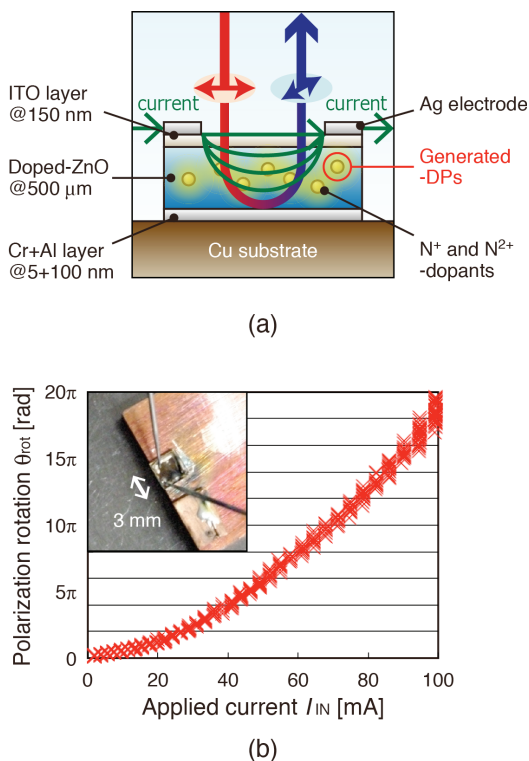 ITO layer
@150 nm
current
current
Ag electrode
Doped-ZnO
@500 μm
Generated
-DPs
Cr+Al layer
@5+100 nm
Cu substrate
N⁺ and N²⁺
-dopants
(a)
Polarization rotation θrot [rad]
20π
15π
10π
5π
0
3 mm
0 20 40 60 80 100
Applied current IIN [mA]
(b)